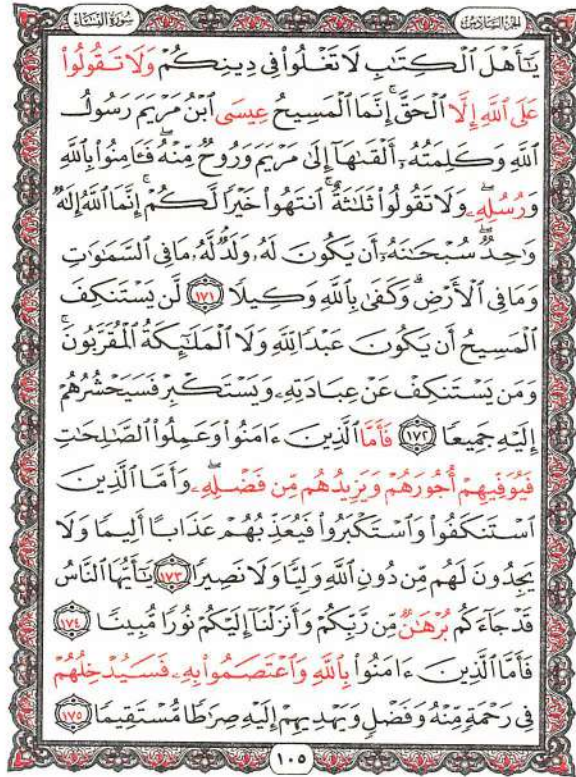 الجزء السادس
سورة النساء
يَـٰٓأَهْلَ ٱلْكِتَـٰبِ لَا تَغْلُوا۟ فِى دِينِكُمْ وَلَا تَقُولُوا۟
عَلَى ٱللَّهِ إِلَّا ٱلْحَقَّ ۚ إِنَّمَا ٱلْمَسِيحُ عِيسَى ٱبْنُ مَرْيَمَ رَسُولُ
ٱللَّهِ وَكَلِمَتُهُۥٓ أَلْقَىٰهَآ إِلَىٰ مَرْيَمَ وَرُوحٌ مِّنْهُ ۖ فَـَٔامِنُوا۟ بِٱللَّهِ
وَرُسُلِهِۦ ۖ وَلَا تَقُولُوا۟ ثَلَـٰثَةٌ ۚ ٱنتَهُوا۟ خَيْرًا لَّكُمْ ۚ إِنَّمَا ٱللَّهُ إِلَـٰهٌ
وَٰحِدٌ ۖ سُبْحَـٰنَهُۥٓ أَن يَكُونَ لَهُۥ وَلَدٌ ۘ لَّهُۥ مَا فِى ٱلسَّمَـٰوَٰتِ
وَمَا فِى ٱلْأَرْضِ ۗ وَكَفَىٰ بِٱللَّهِ وَكِيلًا ١٧١ لَّن يَسْتَنكِفَ
ٱلْمَسِيحُ أَن يَكُونَ عَبْدًا لِّلَّهِ وَلَا ٱلْمَلَـٰٓئِكَةُ ٱلْمُقَرَّبُونَ ۚ
وَمَن يَسْتَنكِفْ عَنْ عِبَادَتِهِۦ وَيَسْتَكْبِرْ فَسَيَحْشُرُهُمْ
إِلَيْهِ جَمِيعًا ١٧٢ فَأَمَّا ٱلَّذِينَ ءَامَنُوا۟ وَعَمِلُوا۟ ٱلصَّـٰلِحَـٰتِ
فَيُوَفِّيهِمْ أُجُورَهُمْ وَيَزِيدُهُم مِّن فَضْلِهِۦ ۖ وَأَمَّا ٱلَّذِينَ
ٱسْتَنكَفُوا۟ وَٱسْتَكْبَرُوا۟ فَيُعَذِّبُهُمْ عَذَابًا أَلِيمًا وَلَا
يَجِدُونَ لَهُم مِّن دُونِ ٱللَّهِ وَلِيًّا وَلَا نَصِيرًا ١٧٣ يَـٰٓأَيُّهَا ٱلنَّاسُ
قَدْ جَآءَكُم بُرْهَـٰنٌ مِّن رَّبِّكُمْ وَأَنزَلْنَآ إِلَيْكُمْ نُورًا مُّبِينًا ١٧٤
فَأَمَّا ٱلَّذِينَ ءَامَنُوا۟ بِٱللَّهِ وَٱعْتَصَمُوا۟ بِهِۦ فَسَيُدْخِلُهُمْ
فِى رَحْمَةٍ مِّنْهُ وَفَضْلٍ وَيَهْدِيهِمْ إِلَيْهِ صِرَٰطًا مُّسْتَقِيمًا ١٧٥
١٠٥